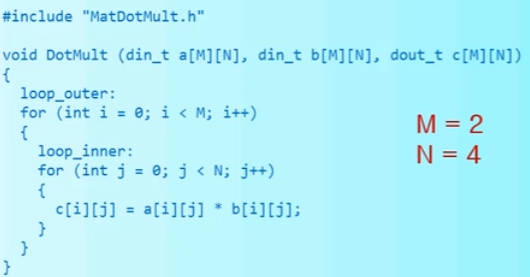 #include "MatDotMult.h"
void DotMult (din_t a[M][N], din_t b[M][N], dout_t c[M][N])
{
loop_outer:
for (int i = 0; i < M; i++)
{
loop_inner:
for (int j = 0; j < N; j++)
{
c[i][j] = a[i][j] * b[i][j];
}
}
}
M = 2
N = 4